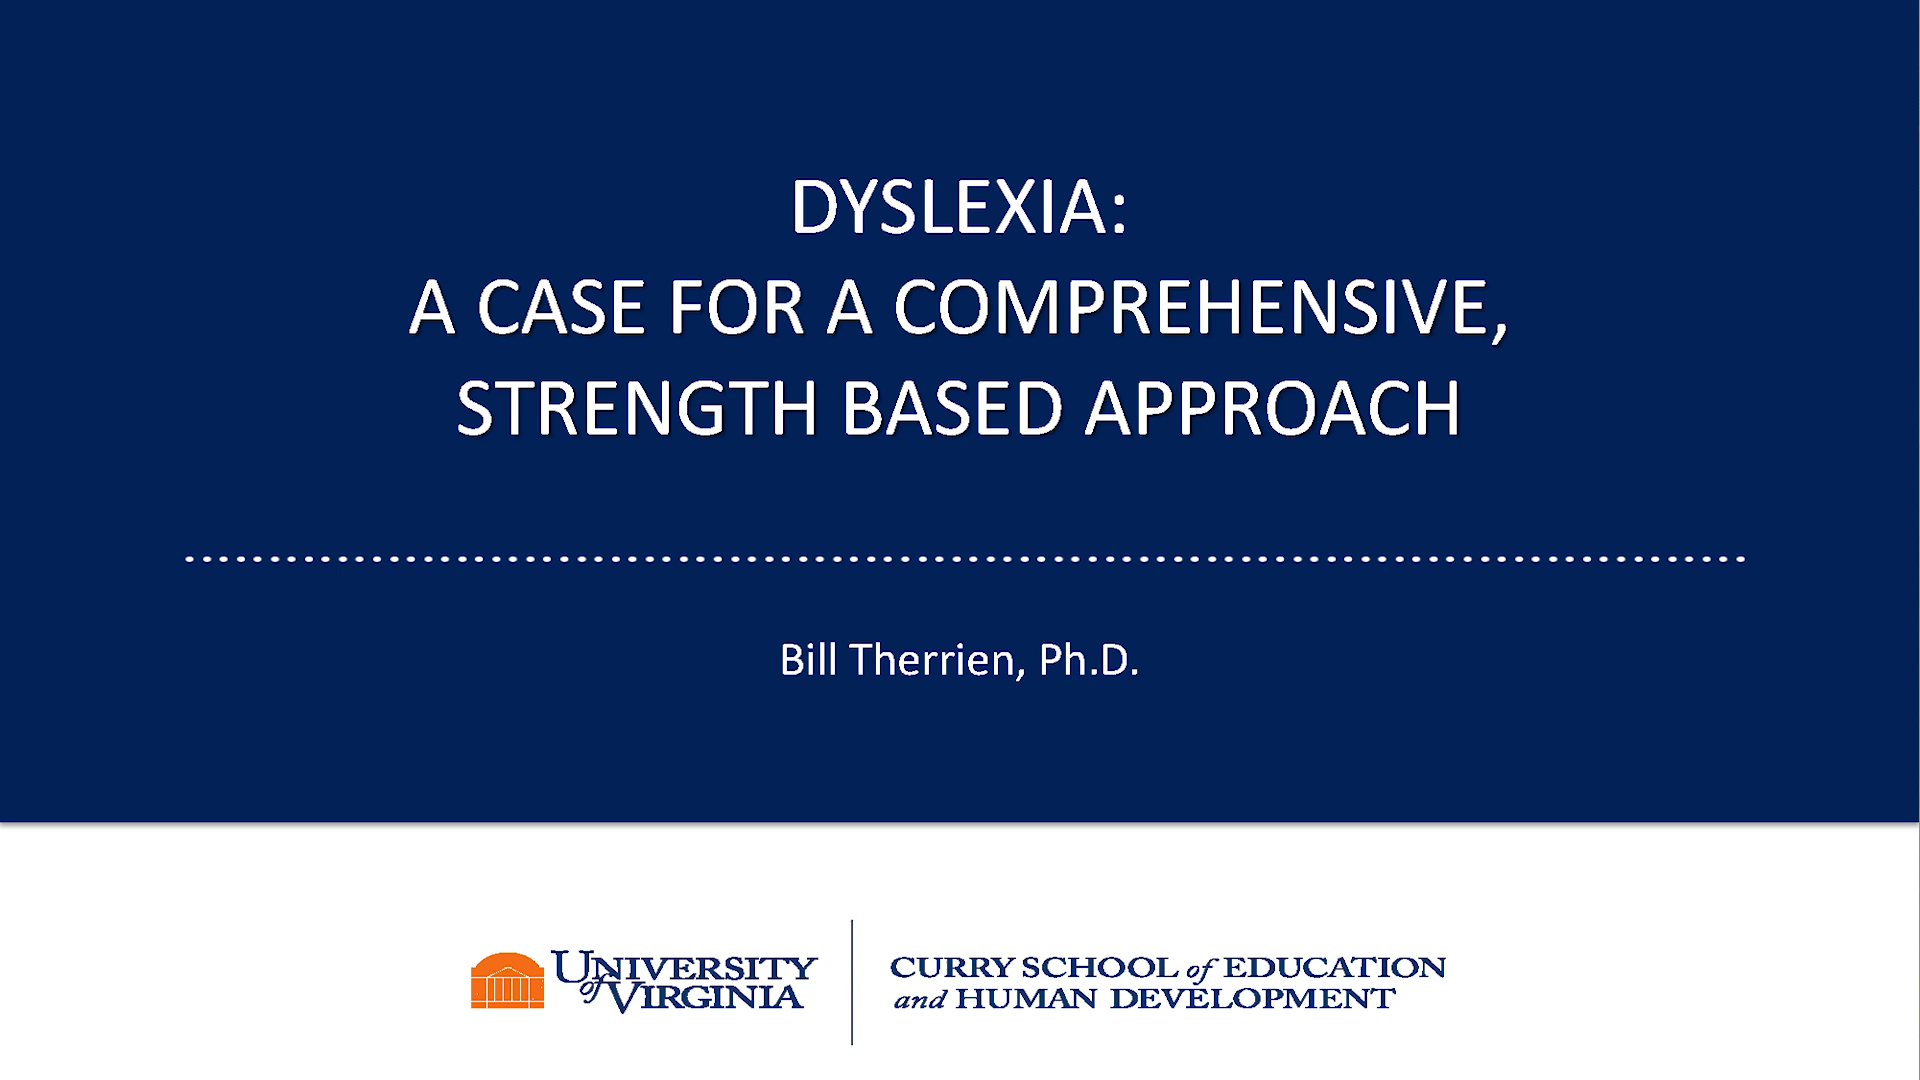 DYSLEXIA:
A CASE FOR A COMPREHENSIVE,
STRENGTH BASED APPROACH
Bill Therrien, Ph.D.
UNIVERSITY
of VIRGINIA
CURRY SCHOOL of EDUCATION
and HUMAN DEVELOPMENT